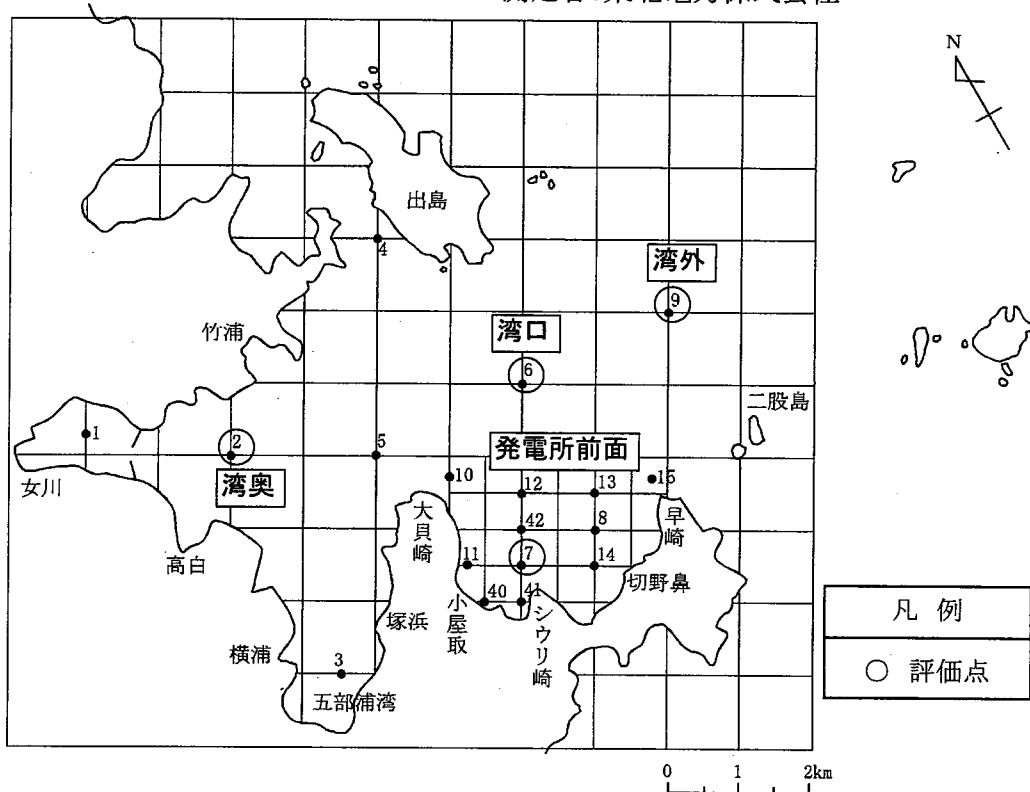 N
出島
4
湾外
9
竹浦
湾口
6
二股島
1
2
5
発電所前面
湾奥
10
12
13
15
女川
大貝崎
42
8
早崎
高白
11
7
14
切野鼻
40
41
小屋取
シウリ崎
塚浜
横浦
3
五部浦湾
凡例
○ 評価点
0 1 2km